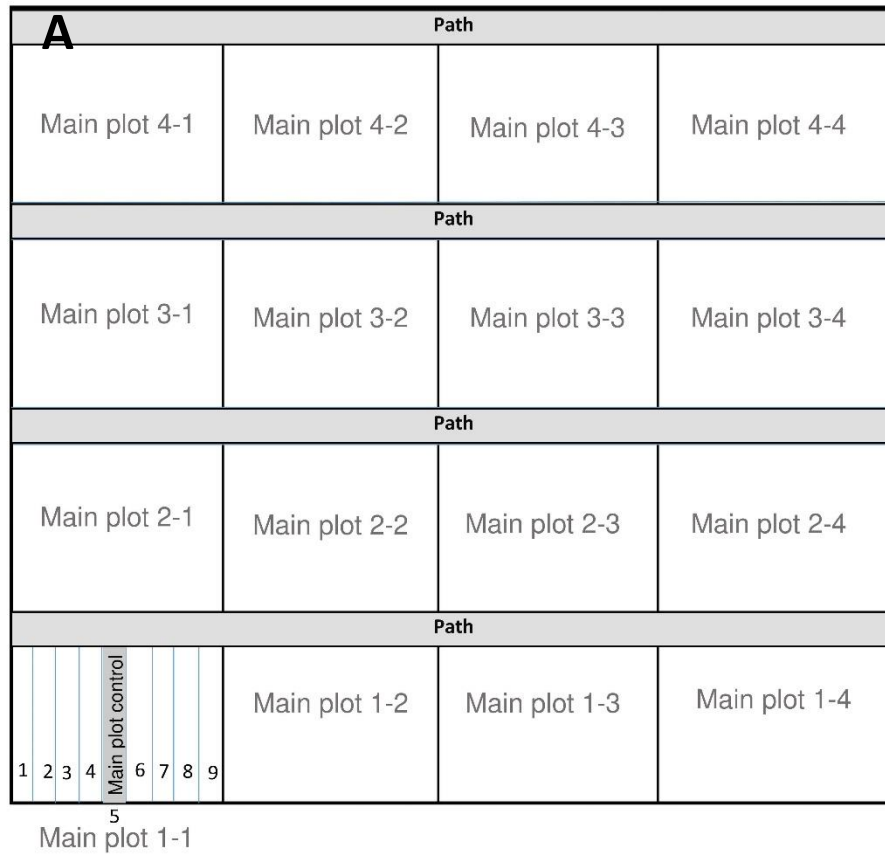 A
Path
Main plot 4-1 Main plot 4-2 Main plot 4-3 Main plot 4-4
Path
Main plot 3-1 Main plot 3-2 Main plot 3-3 Main plot 3-4
Path
Main plot 2-1 Main plot 2-2 Main plot 2-3 Main plot 2-4
Path
Main plot control
Main plot 1-2 Main plot 1-3 Main plot 1-4
1 2 3 4 6 7 8 9
5
Main plot 1-1